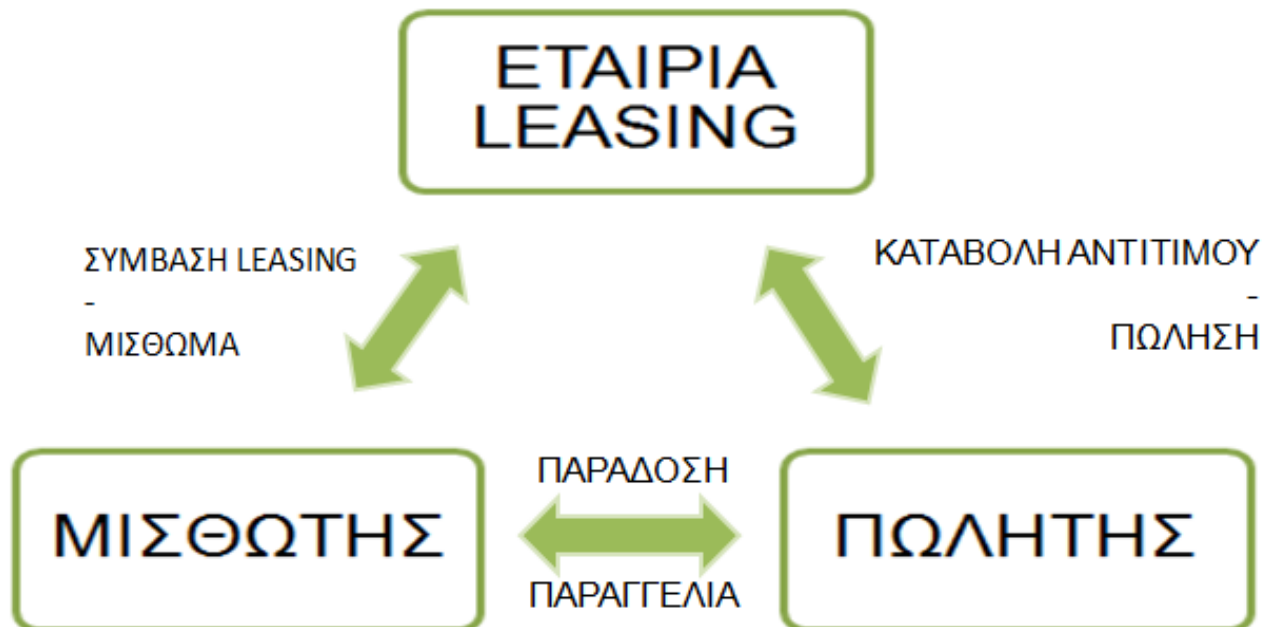 ΕΤΑΙΡΙΑ
LEASING
ΣΥΜΒΑΣΗ LEASING
-
ΜΙΣΘΩΜΑ
ΚΑΤΑΒΟΛΗ ΑΝΤΙΤΙΜΟΥ
-
ΠΩΛΗΣΗ
ΜΙΣΘΩΤΗΣ
ΠΑΡΑΔΟΣΗ
ΠΑΡΑΓΓΕΛΙΑ
ΠΩΛΗΤΗΣ